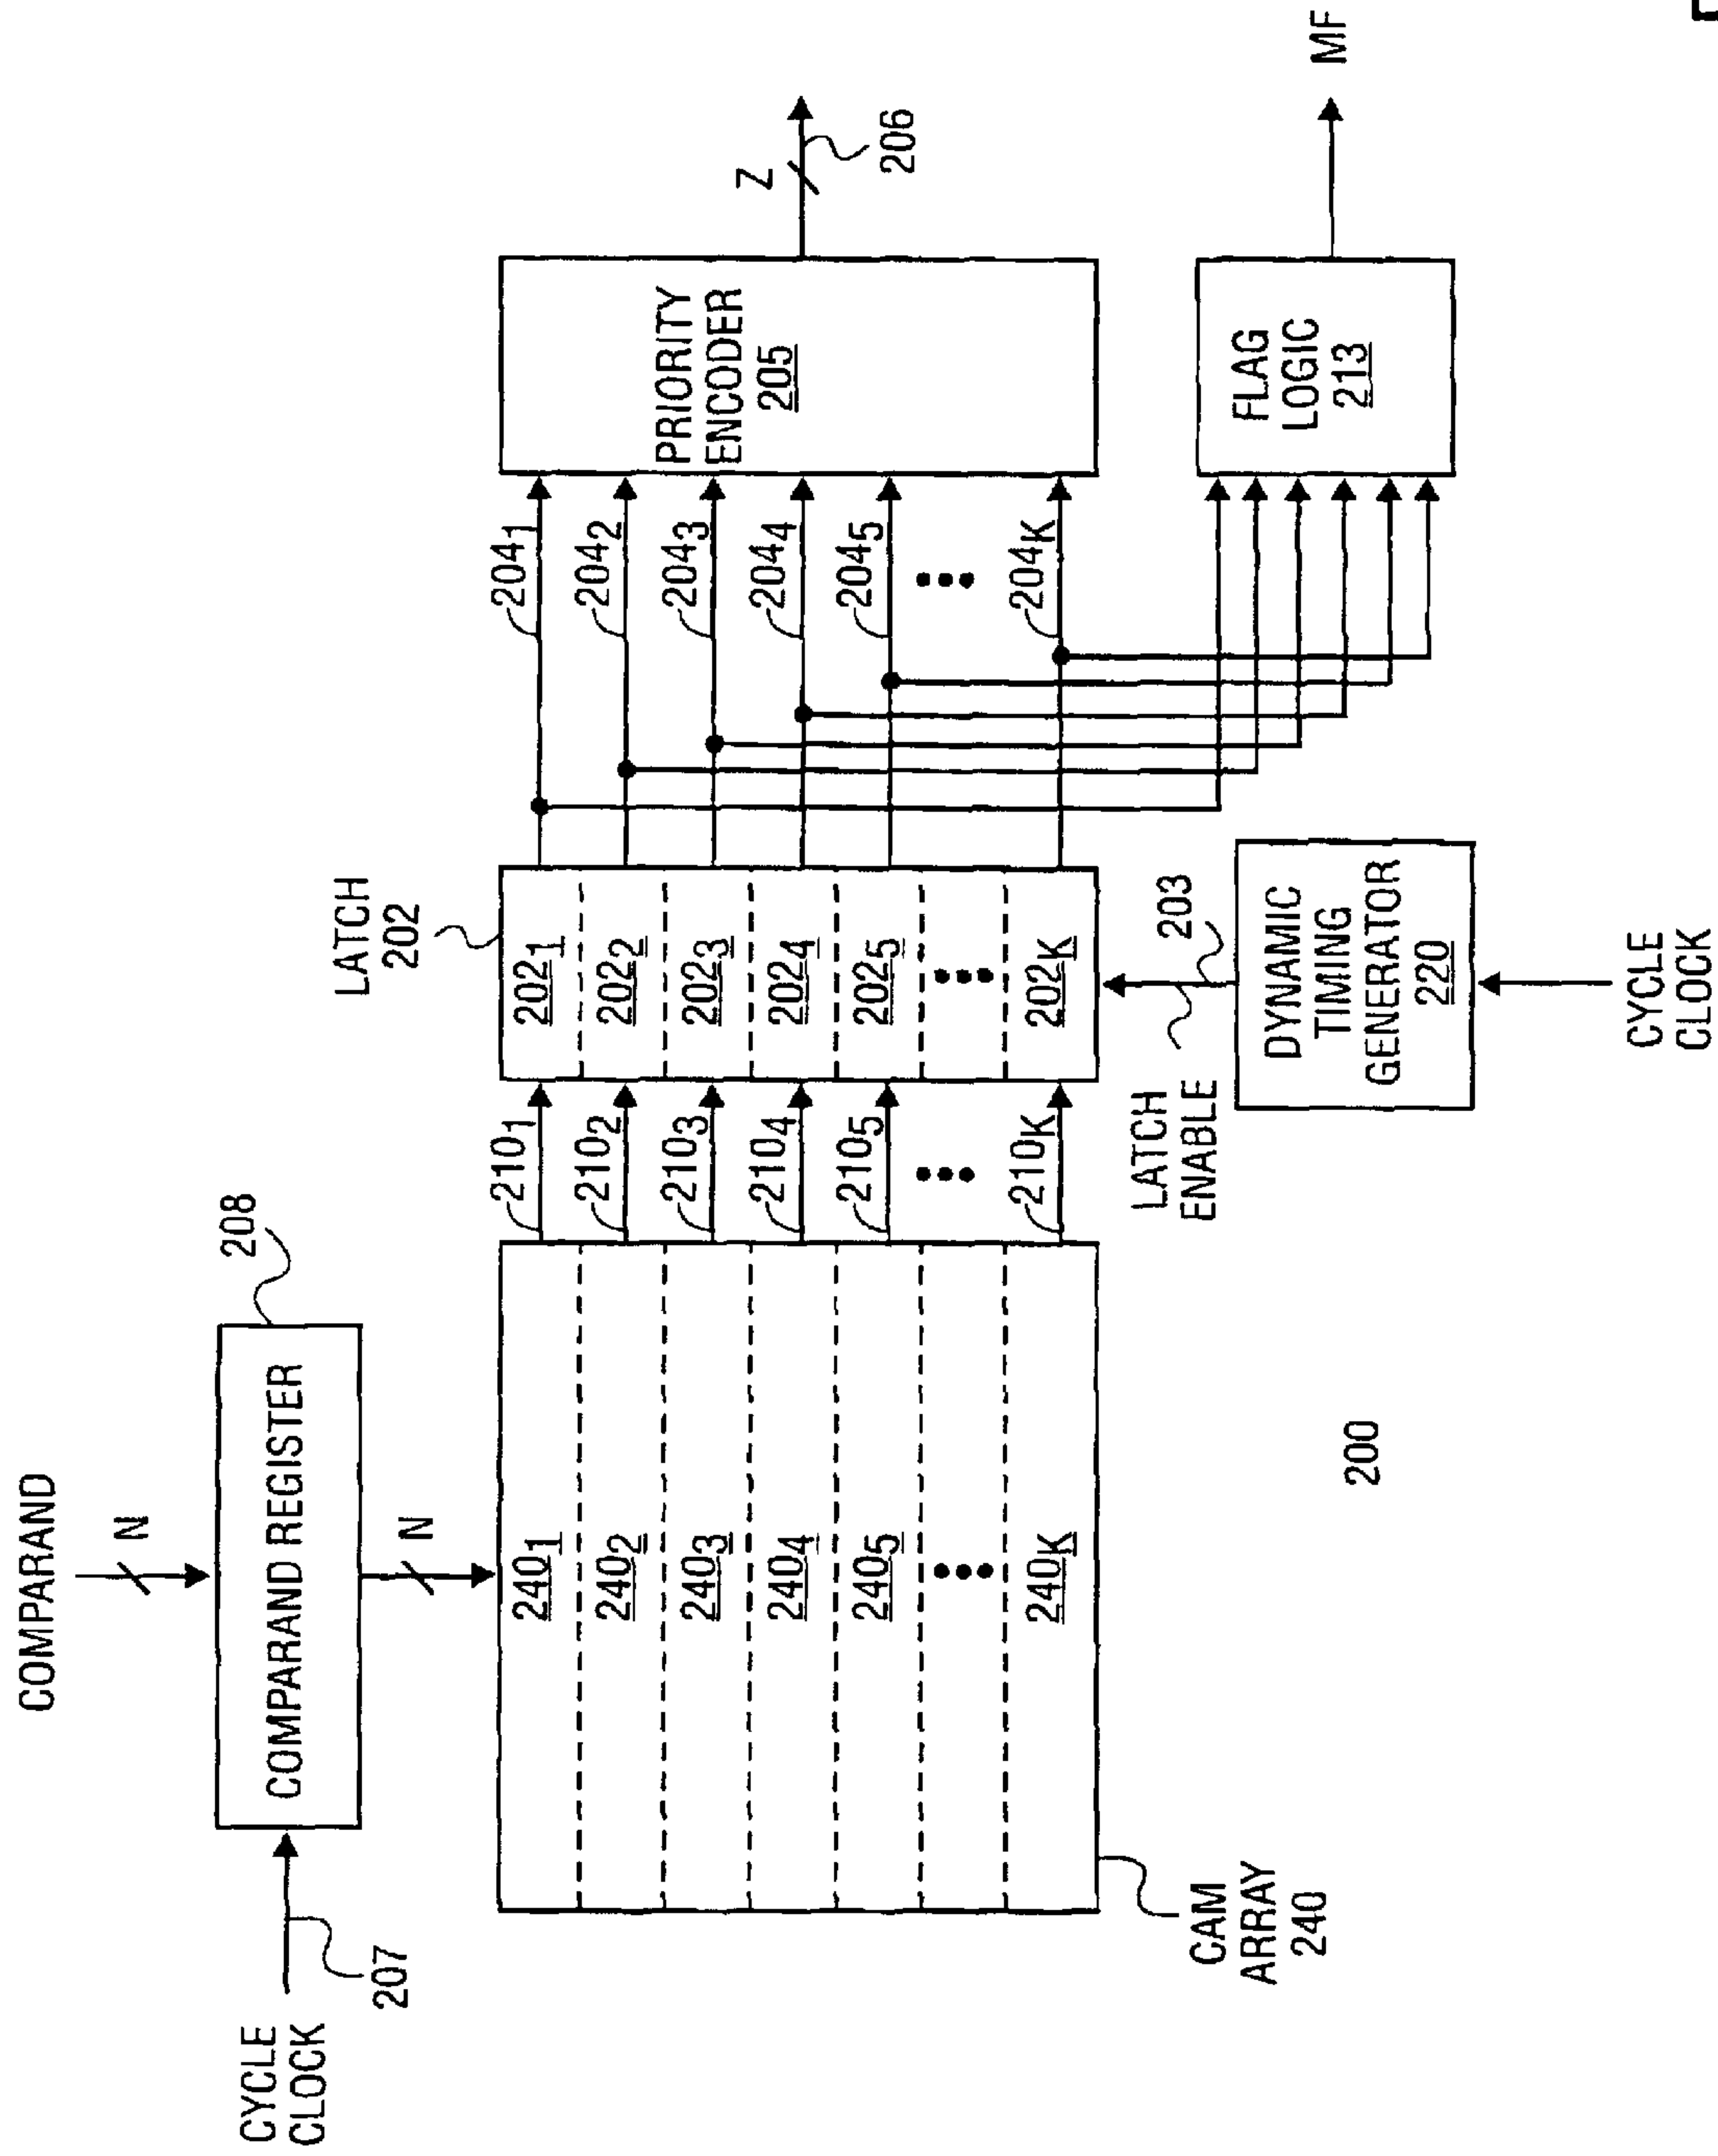 COMPARAND
N
CYCLE
CLOCK
207
COMPARAND REGISTER
208
N
CAM
ARRAY
240
240₁
240₂
240₃
240₄
240₅
240K
210₁
210₂
210₃
210₄
210₅
210K
LATCH
202
202₁
202₂
202₃
202₄
202₅
202K
LATCH
ENABLE
203
DYNAMIC
TIMING
GENERATOR
220
CYCLE
CLOCK
204₁
204₂
204₃
204₄
204₅
204K
PRIORITY
ENCODER
205
Z
206
FLAG
LOGIC
213
MF
200